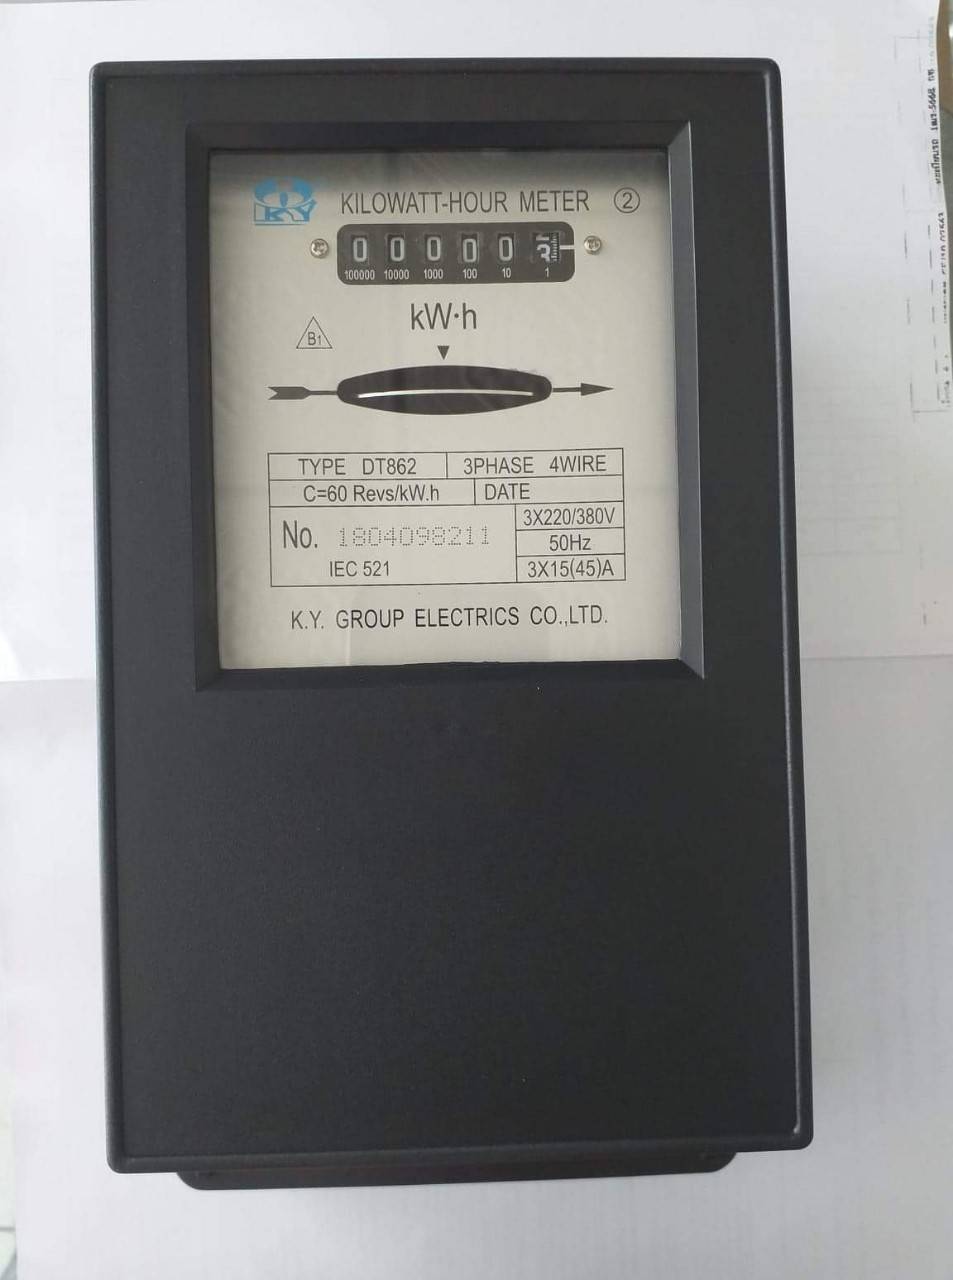 KY
KILOWATT-HOUR METER ②
0 0 0 0 0 3
100000 10000 1000 100 10 1
kW·h
B1
TYPE DT862 3PHASE 4WIRE
C=60 Revs/kW.h DATE
3X220/380V
No. 1804098211
50Hz
IEC 521 3X15(45)A
K.Y. GROUP ELECTRICS CO.,LTD.